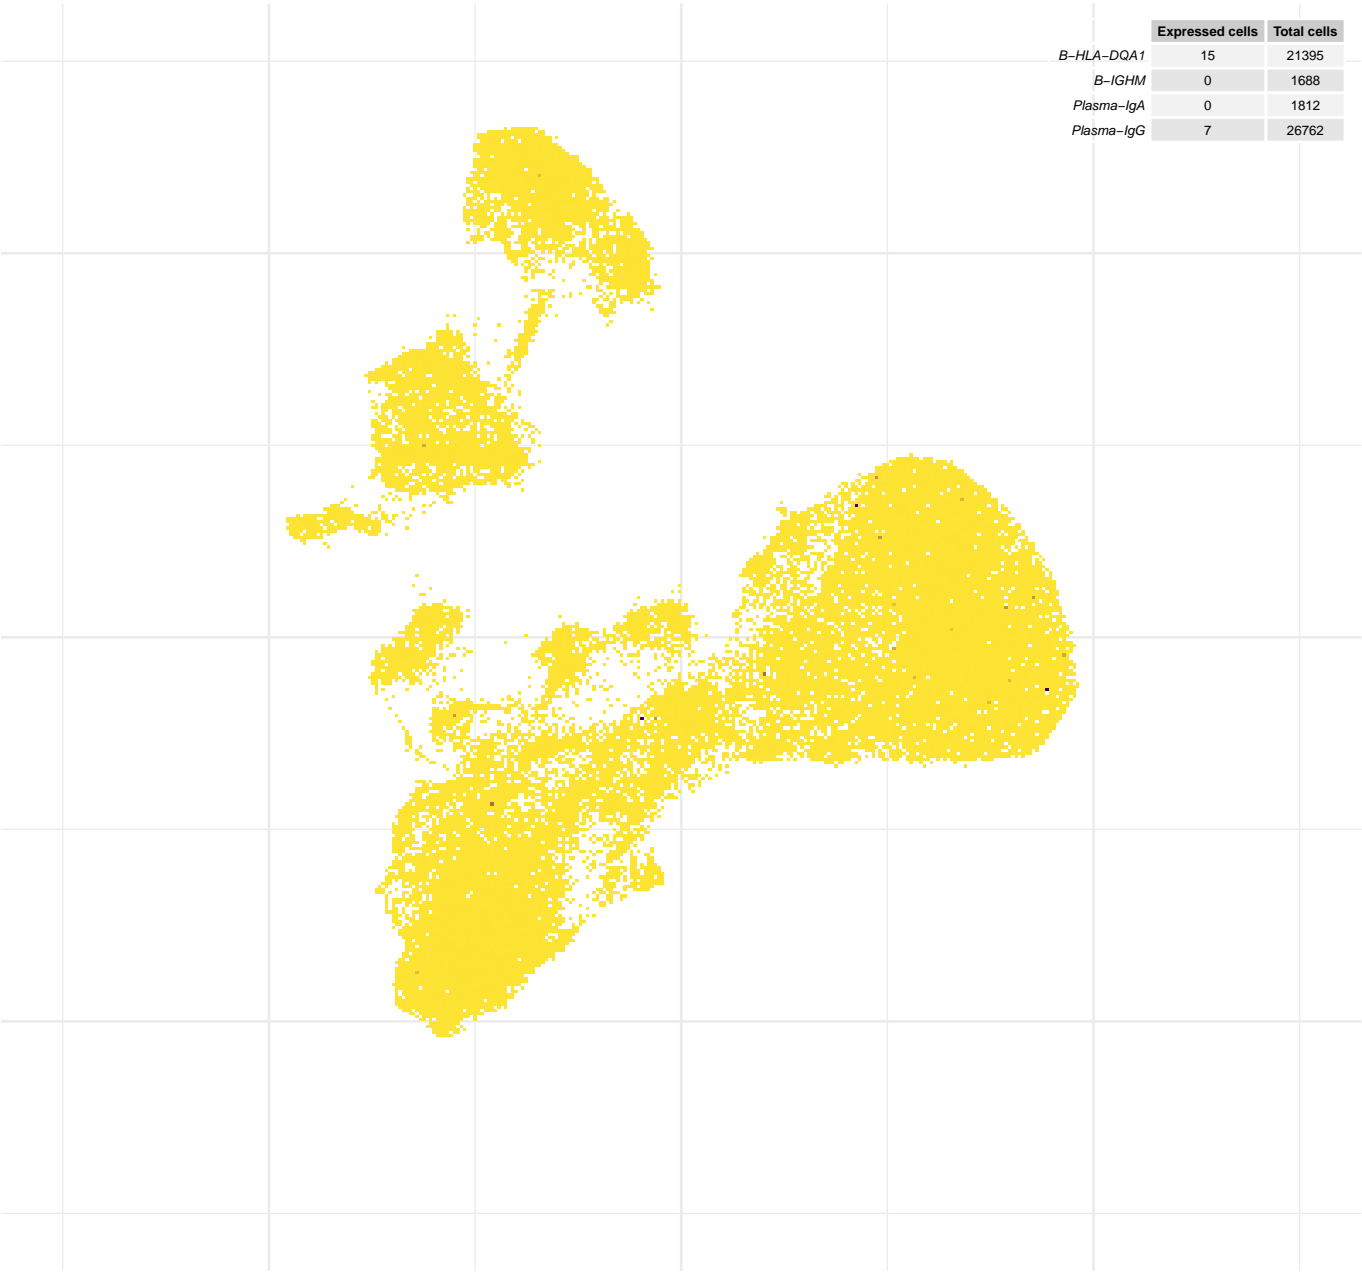 Expressed cells Total cells
B−HLA−DQA1 15 21395
B−IGHM 0 1688
Plasma−IgA 0 1812
Plasma−IgG 7 26762